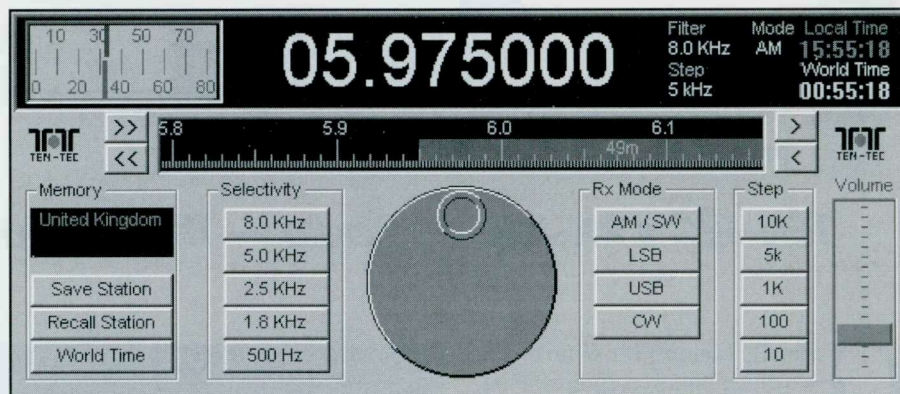 10 30 50 70
0 20 40 60 80
05.975000
Filter
8.0 KHz
Step
5 kHz
Mode
AM
Local Time
15:55:18
World Time
00:55:18
>>
<<
5.8 5.9 6.0 6.1
49m
>
<
TEN-TEC
TEN-TEC
Memory
United Kingdom
Save Station
Recall Station
World Time
Selectivity
8.0 KHz
5.0 KHz
2.5 KHz
1.8 KHz
500 Hz
Rx Mode
AM / SW
LSB
USB
CW
Step
10K
5k
1K
100
10
Volume